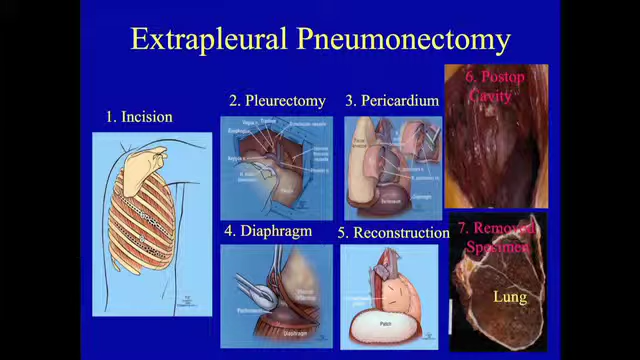 Extrapleural Pneumonectomy
1. Incision
2. Pleurectomy
3. Pericardium
6. Postop
Cavity
4. Diaphragm
5. Reconstruction
7. Removed
Specimen
Lung
Diaphragm
Patch